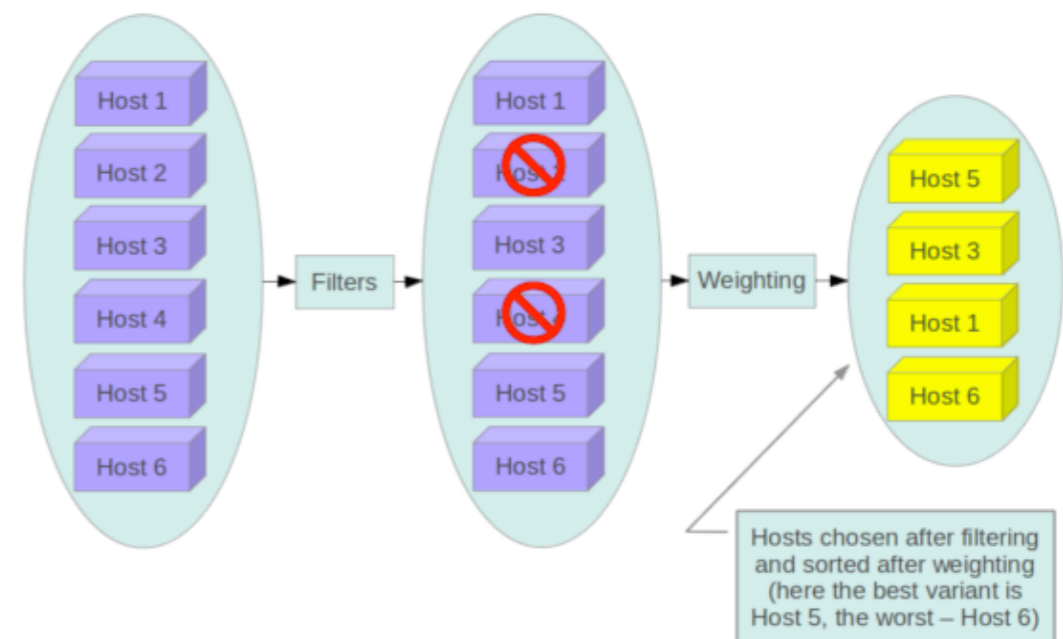 Host 1
Host 2
Host 3
Host 4
Host 5
Host 6
Filters
Host 1
Host 3
Host 5
Host 6
Weighting
Host 5
Host 3
Host 1
Host 6
Hosts chosen after filtering
and sorted after weighting
(here the best variant is
Host 5, the worst – Host 6)